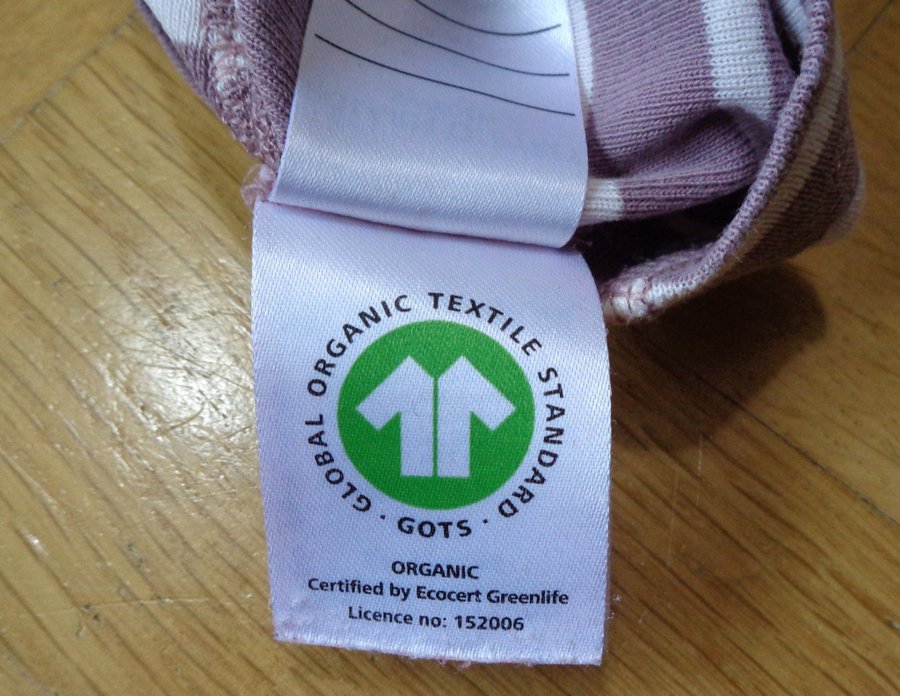 GLOBAL ORGANIC TEXTILE STANDARD
· GOTS ·
ORGANIC
Certified by Ecocert Greenlife
Licence no: 152006